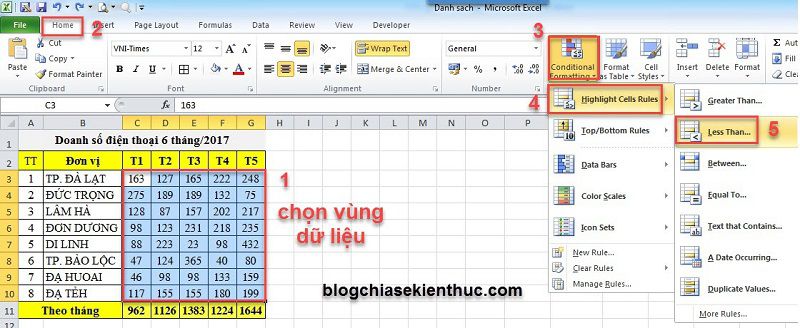 Danh sach - Microsoft Excel
File Home Insert Page Layout Formulas Data Review View Developer
2
3
Cut
Copy
Format Painter
Clipboard
VNI-Times 12
B I U
Font
Wrap Text
Merge & Center
Alignment
General
Number
Conditional Formatting
Format as Table
Cell Styles
Insert Delete Format
Cells
Σ Au
Fill
Clea
C3 fx 163
4
Highlight Cells Rules
Top/Bottom Rules
Data Bars
Color Scales
Icon Sets
New Rule...
Clear Rules
Manage Rules...
Greater Than...
Less Than... 5
Between...
Equal To...
Text that Contains...
A Date Occurring...
Duplicate Values...
More Rules...
A B C D E F G H I
1 Doanh số điện thoại 6 tháng/2017
2 TT Đơn vị T1 T2 T3 T4 T5
3 1 TP. ĐÀ LẠT 163 127 165 222 248
4 2 ĐỨC TRỌNG 275 189 189 132 75
5 3 LÂM HÀ 128 87 157 202 217
6 4 ĐƠN DƯƠNG 98 123 231 218 235
7 5 DI LINH 88 223 23 98 432
8 6 TP. BẢO LỘC 47 124 365 40 80
9 7 ĐẠ HUOAI 46 98 98 133 159
10 8 ĐẠ TẺH 117 155 155 180 199
11 Theo tháng 962 1126 1383 1224 1644
1
chọn vùng
dữ liệu
blogchiasekienthuc.com